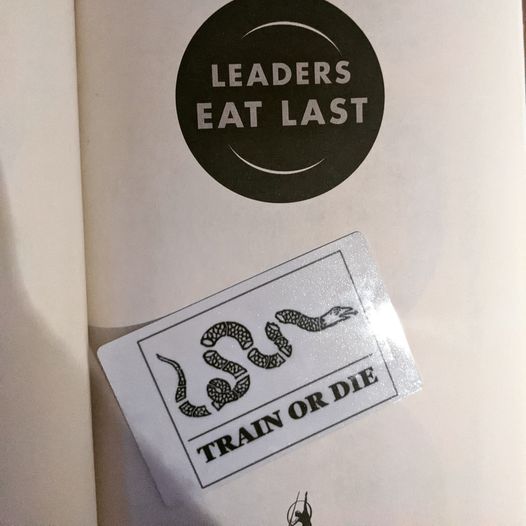 LEADERS
EAT LAST
TRAIN OR DIE